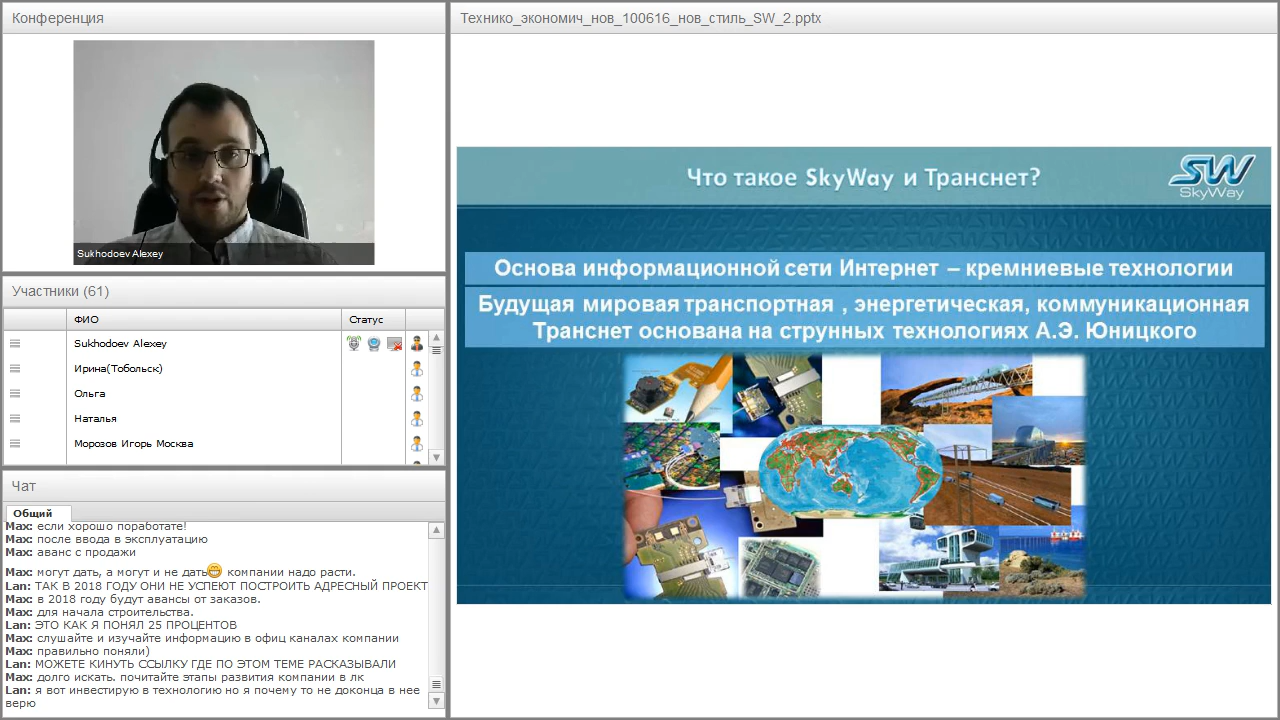 Конференция
Sukhodoev Alexey
Участники (61)
ФИО
Статус
Sukhodoev Alexey
Ирина(Тобольск)
Ольга
Наталья
Морозов Игорь Москва
Чат
Общий
Max: если хорошо поработате!
Max: после ввода в эксплуатацию
Max: аванс с продажи
Max: могут дать, а могут и не дать😁 компании надо расти.
Lan: ТАК В 2018 ГОДУ ОНИ НЕ УСПЕЮТ ПОСТРОИТЬ АДРЕСНЫЙ ПРОЕКТ
Max: в 2018 году будут авансы от заказов.
Max: для начала строительства.
Lan: ЭТО КАК Я ПОНЯЛ 25 ПРОЦЕНТОВ
Max: слушайте и изучайте информацию в офиц каналах компании
Max: правильно поняли)
Lan: МОЖЕТЕ КИНУТЬ ССЫЛКУ ГДЕ ПО ЭТОМ ТЕМЕ РАСКАЗЫВАЛИ
Max: долго искать. почитайте этапы развития компании в лк
Lan: я вот инвестирую в технологию но я почему то не доконца в нее
верю
Технико_экономич_нов_100616_нов_стиль_SW_2.pptx
Что такое SkyWay и Транснет?
SW
SkyWay
Основа информационной сети Интернет – кремниевые технологии
Будущая мировая транспортная , энергетическая, коммуникационная
Транснет основана на струнных технологиях А.Э. Юницкого